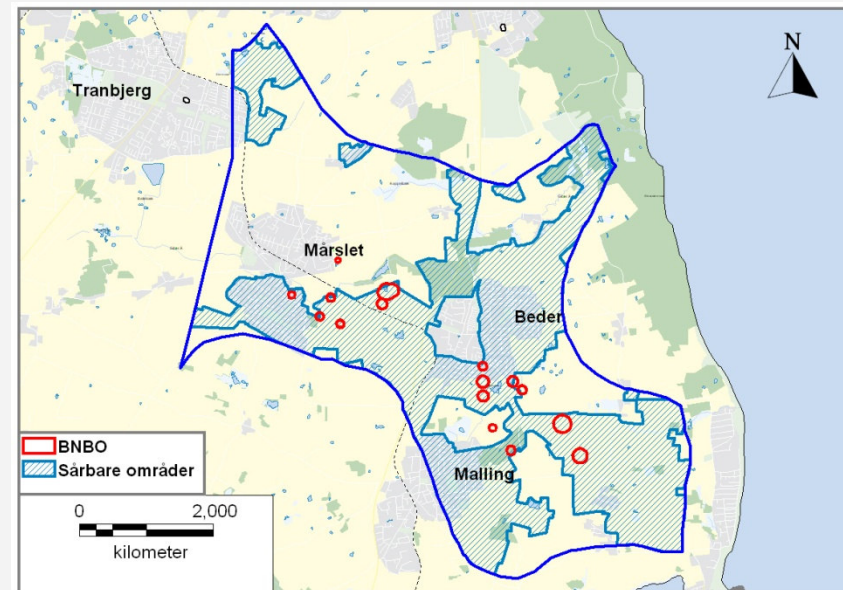 N
Tranbjerg
Mårslet
Beder
Malling
BNBO
Sårbare områder
0 2,000
kilometer